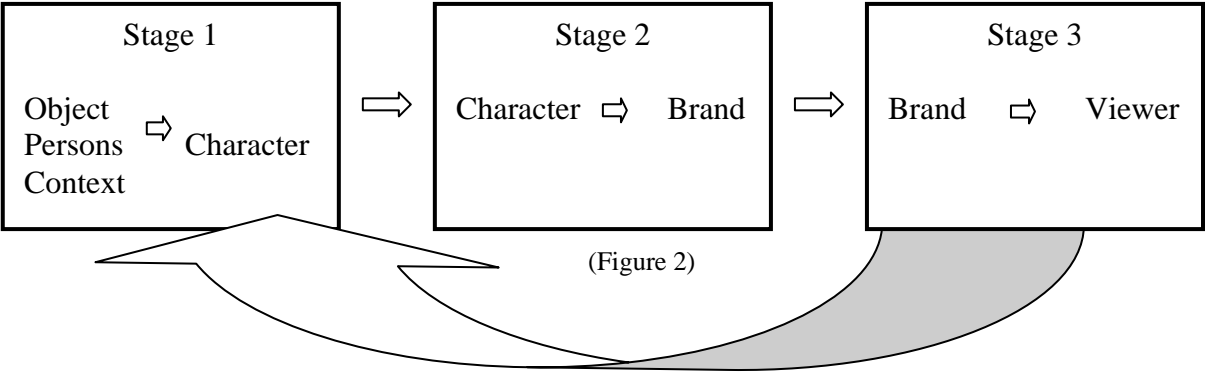 Stage 1
Object
Persons
Context
Character
Stage 2
Character
Brand
Stage 3
Brand
Viewer
(Figure 2)